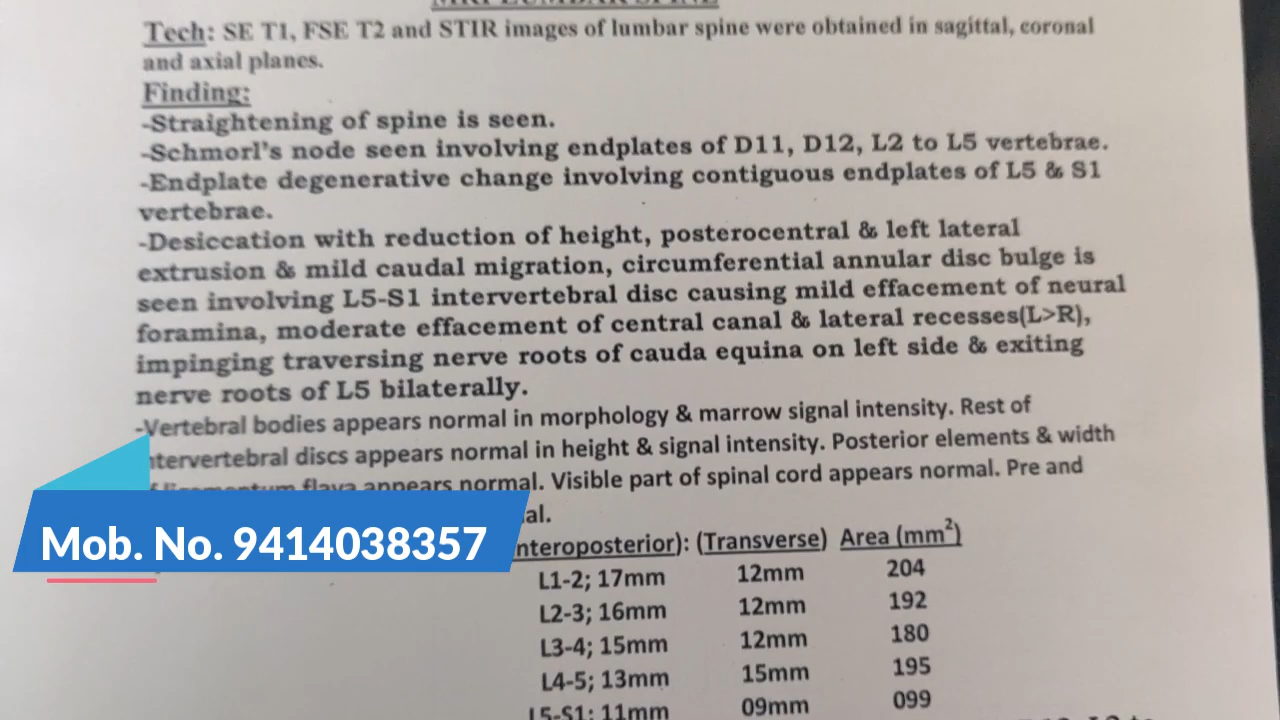 MRI LUMBAR SPINE
Tech: SE T1, FSE T2 and STIR images of lumbar spine were obtained in sagittal, coronal
and axial planes.
Finding:
-Straightening of spine is seen.
-Schmorl's node seen involving endplates of D11, D12, L2 to L5 vertebrae.
-Endplate degenerative change involving contiguous endplates of L5 & S1
vertebrae.
-Desiccation with reduction of height, posterocentral & left lateral
extrusion & mild caudal migration, circumferential annular disc bulge is
seen involving L5-S1 intervertebral disc causing mild effacement of neural
foramina, moderate effacement of central canal & lateral recesses(L>R),
impinging traversing nerve roots of cauda equina on left side & exiting
nerve roots of L5 bilaterally.
-Vertebral bodies appears normal in morphology & marrow signal intensity. Rest of
ntervertebral discs appears normal in height & signal intensity. Posterior elements & width
flava appears normal. Visible part of spinal cord appears normal. Pre and
al.
Mob. No. 9414038357
nteroposterior): (Transverse) Area (mm²)
L1-2; 17mm 12mm 204
L2-3; 16mm 12mm 192
L3-4; 15mm 12mm 180
L4-5; 13mm 15mm 195
L5-S1; 11mm 09mm 099